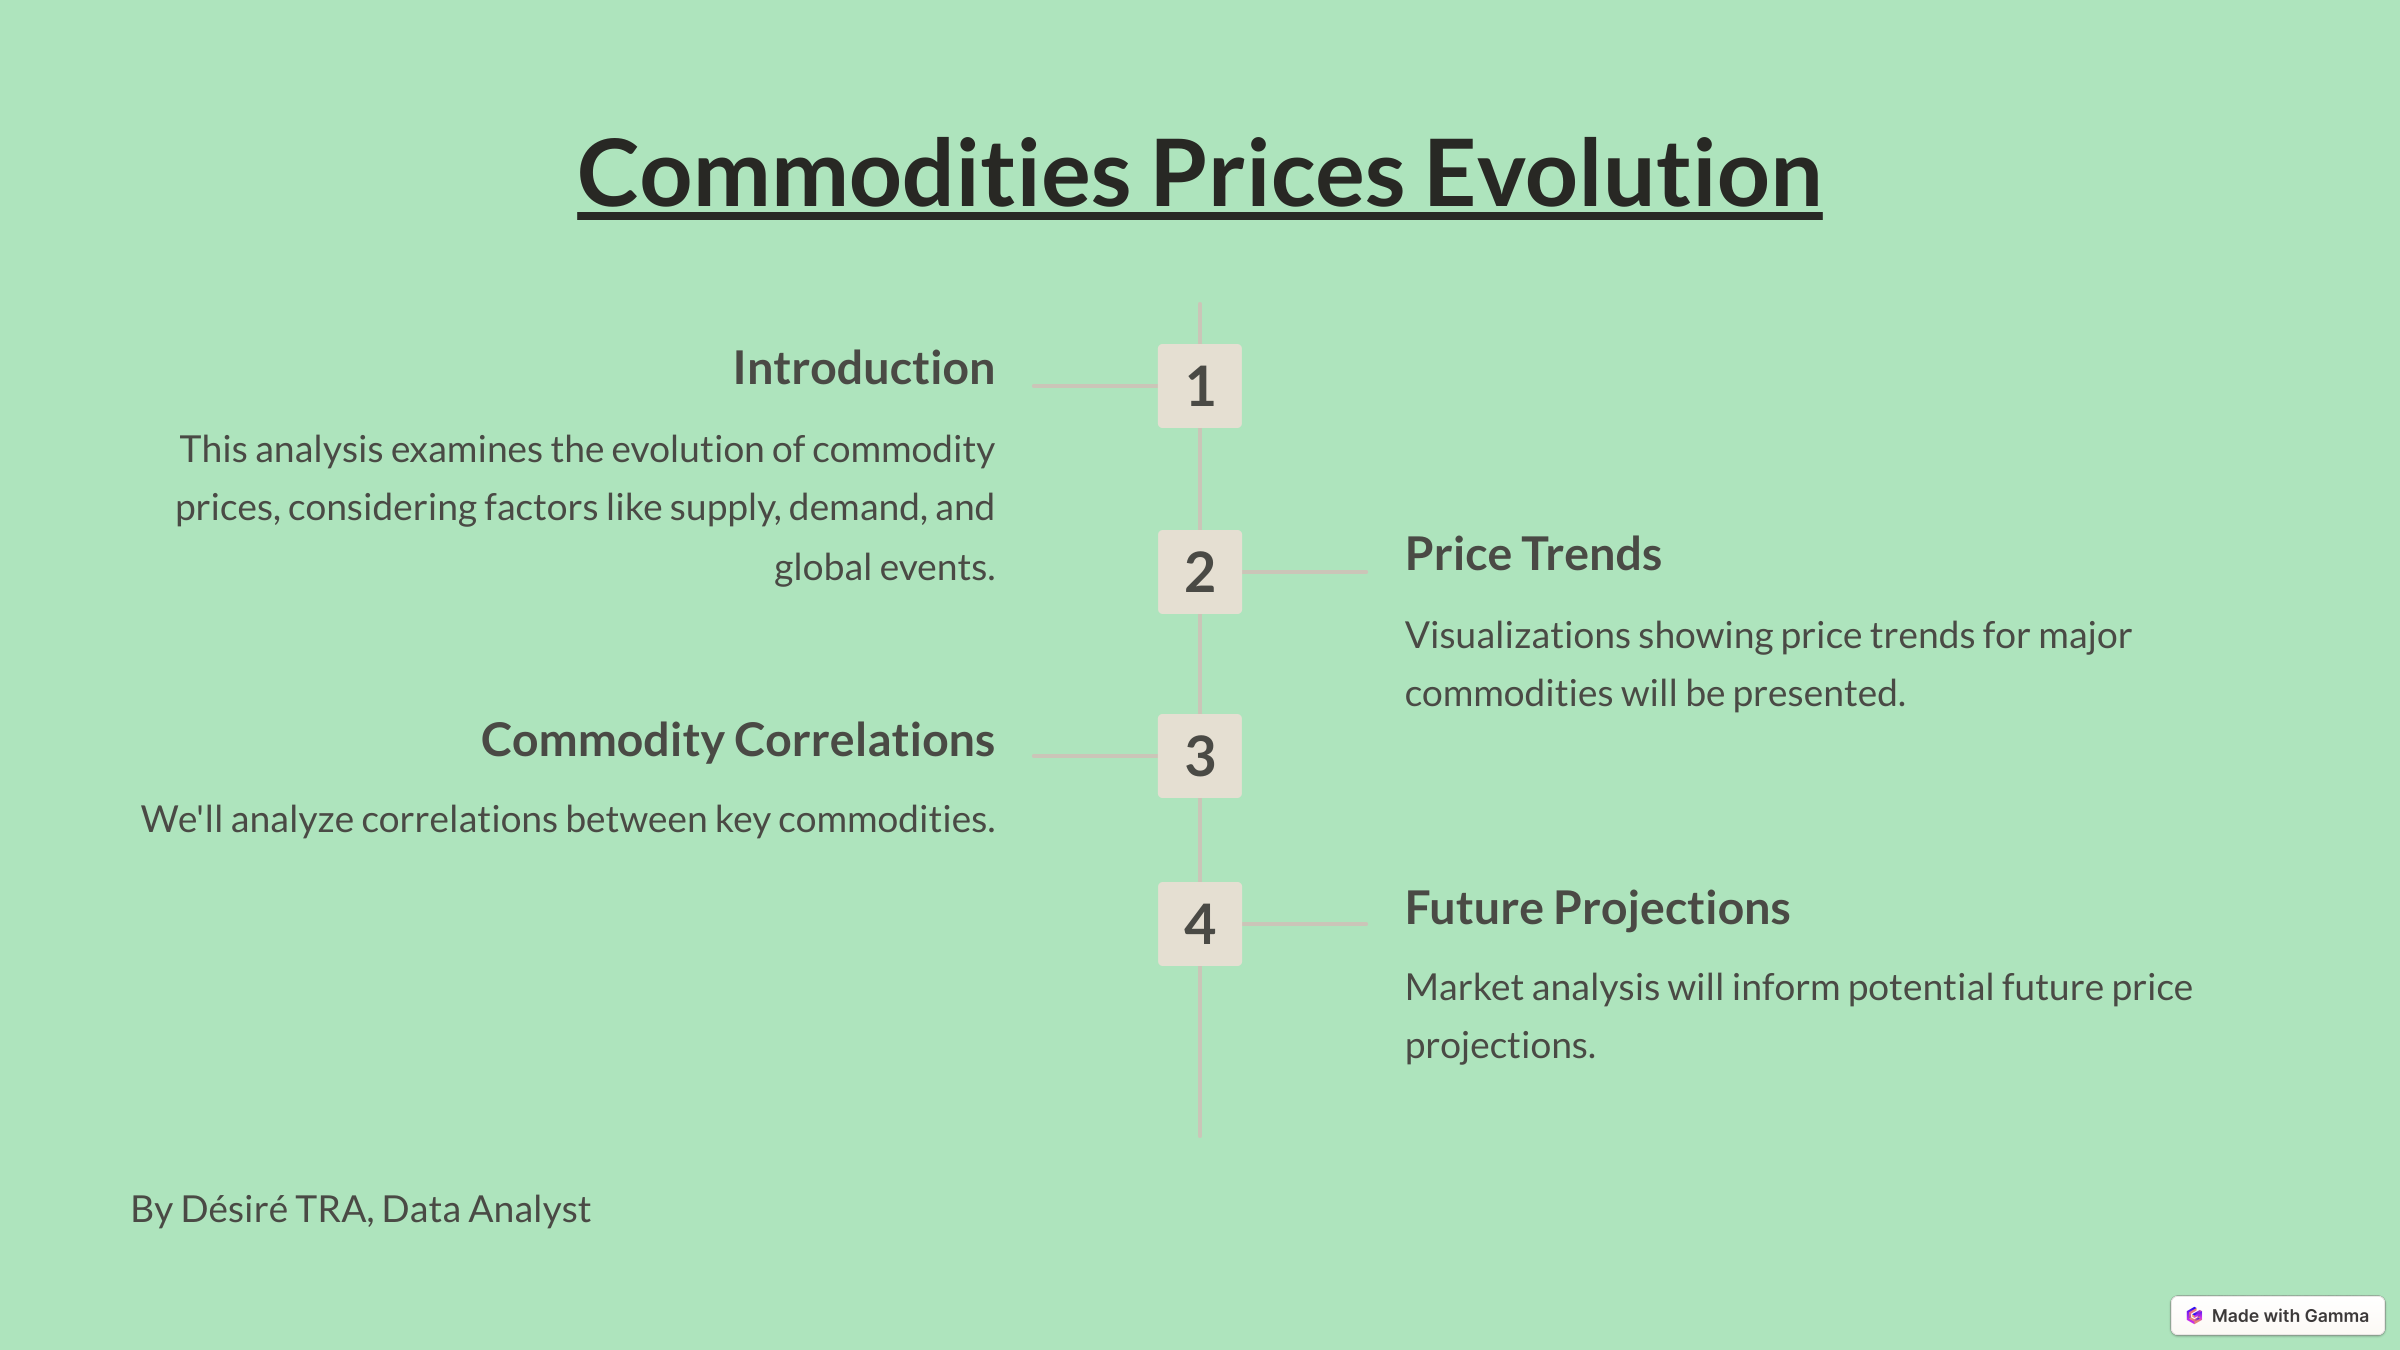 Commodities Prices Evolution
1
Introduction
This analysis examines the evolution of commodity
prices, considering factors like supply, demand, and
global events.
2
Price Trends
Visualizations showing price trends for major
commodities will be presented.
3
Commodity Correlations
We'll analyze correlations between key commodities.
4
Future Projections
Market analysis will inform potential future price
projections.
By Désiré TRA, Data Analyst
Made with Gamma